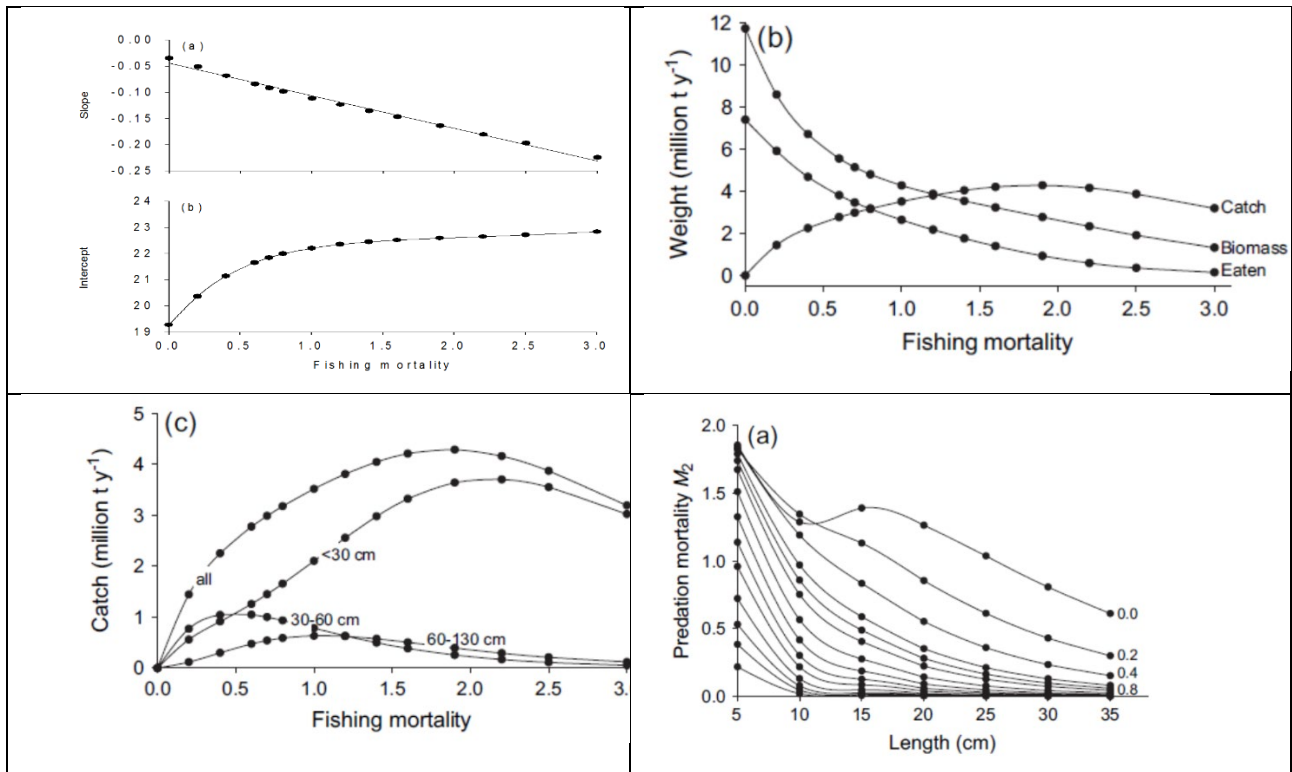 (a)
0.00
-0.05
-0.10
-0.15
-0.20
-0.25
Slope
(b)
24
23
22
21
20
19
Intercept
0.0 0.5 1.0 1.5 2.0 2.5 3.0
Fishing mortality
(b)
12
10
8
6
4
2
0
Weight (million t y-1)
Catch
Biomass
Eaten
0.0 0.5 1.0 1.5 2.0 2.5 3.0
Fishing mortality
(c)
5
4
3
2
1
0
Catch (million t y-1)
all
<30 cm
30-60 cm
60-130 cm
0.0 0.5 1.0 1.5 2.0 2.5 3.
Fishing mortality
(a)
2.0
1.5
1.0
0.5
0.0
Predation mortality M2
0.0
0.2
0.4
0.8
5 10 15 20 25 30 35
Length (cm)